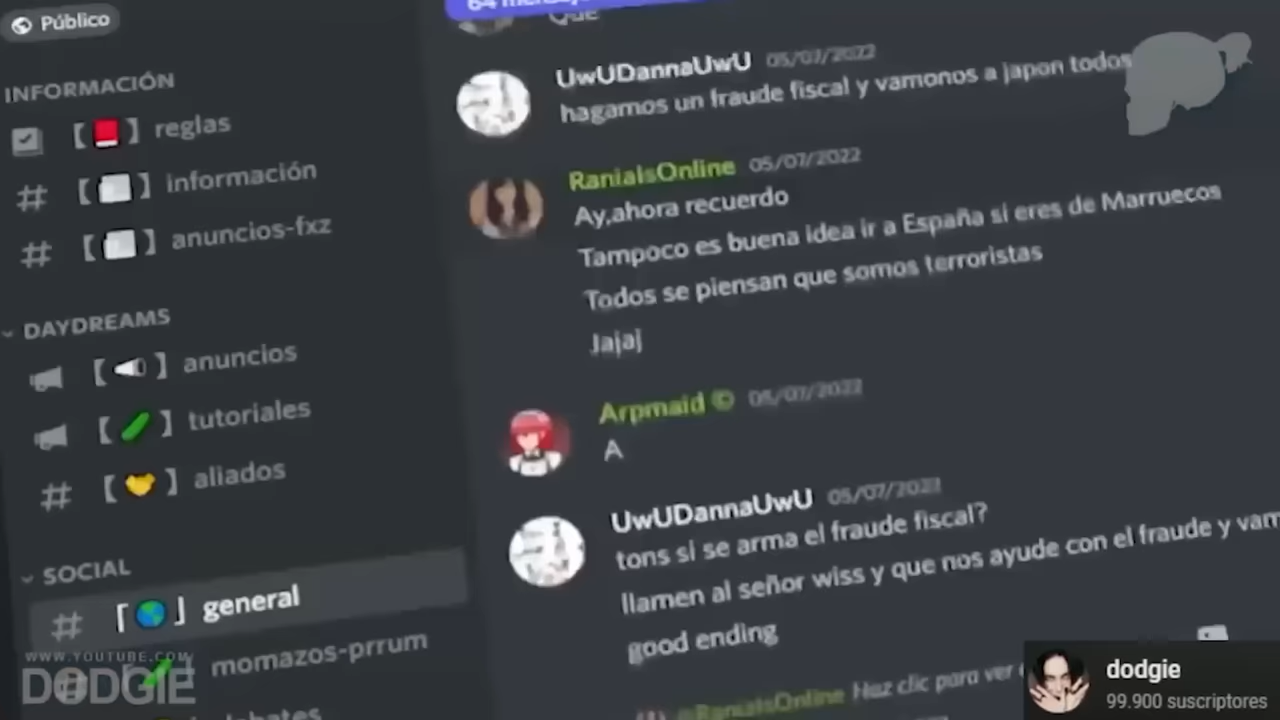 Público
INFORMACIÓN
【📕】 reglas
# 【 】 información
# 【 】 anuncios-fxz
DAYDREAMS
【 】 anuncios
【 】 tutoriales
# 【 】 aliados
SOCIAL
# 「🌎」 general
momazos-prrum
64
Que
UwUDannaUwU 05/07/2022
hagamos un fraude fiscal y vamonos a japon todos
RaniaIsOnline 05/07/2022
Ay,ahora recuerdo
Tampoco es buena idea ir a España si eres de Marruecos
Todos se piensan que somos terroristas
Jajaj
Arpmaid © 05/07/2022
A
UwUDannaUwU 05/07/2022
tons si se arma el fraude fiscal?
llamen al señor wiss y que nos ayude con el fraude y vam
good ending
@RaniaIsOnline Haz clic para ver
WWW.YOUTUBE.COM
DODGIE
dodgie
99.900 suscriptores